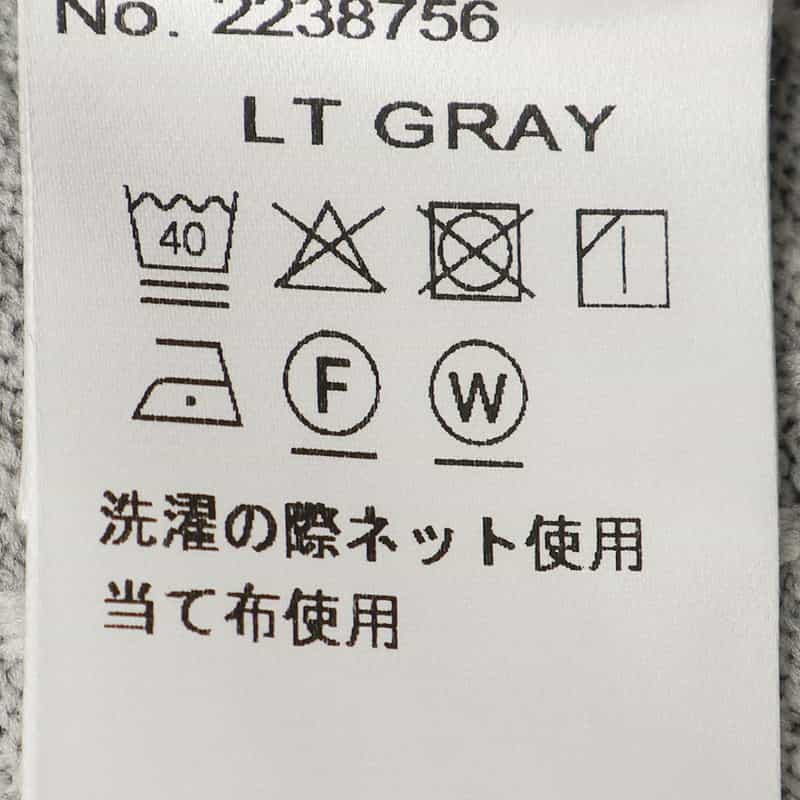 No. 2238756
LT GRAY
40
F W
洗濯の際ネット使用
当て布使用